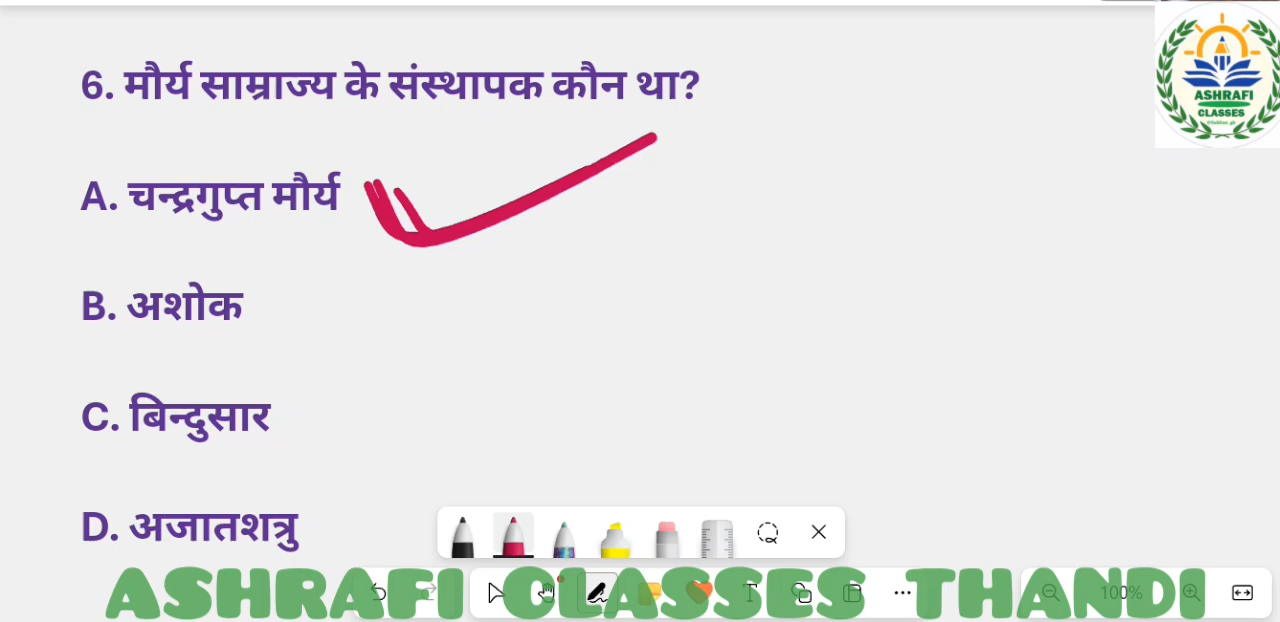 6. मौर्य साम्राज्य के संस्थापक कौन था?
ASHRAFI
CLASSES
A. चन्द्रगुप्त मौर्य
B. अशोक
C. बिन्दुसार
D. अजातशत्रु
100%
ASHRAFI CLASSES THANDI